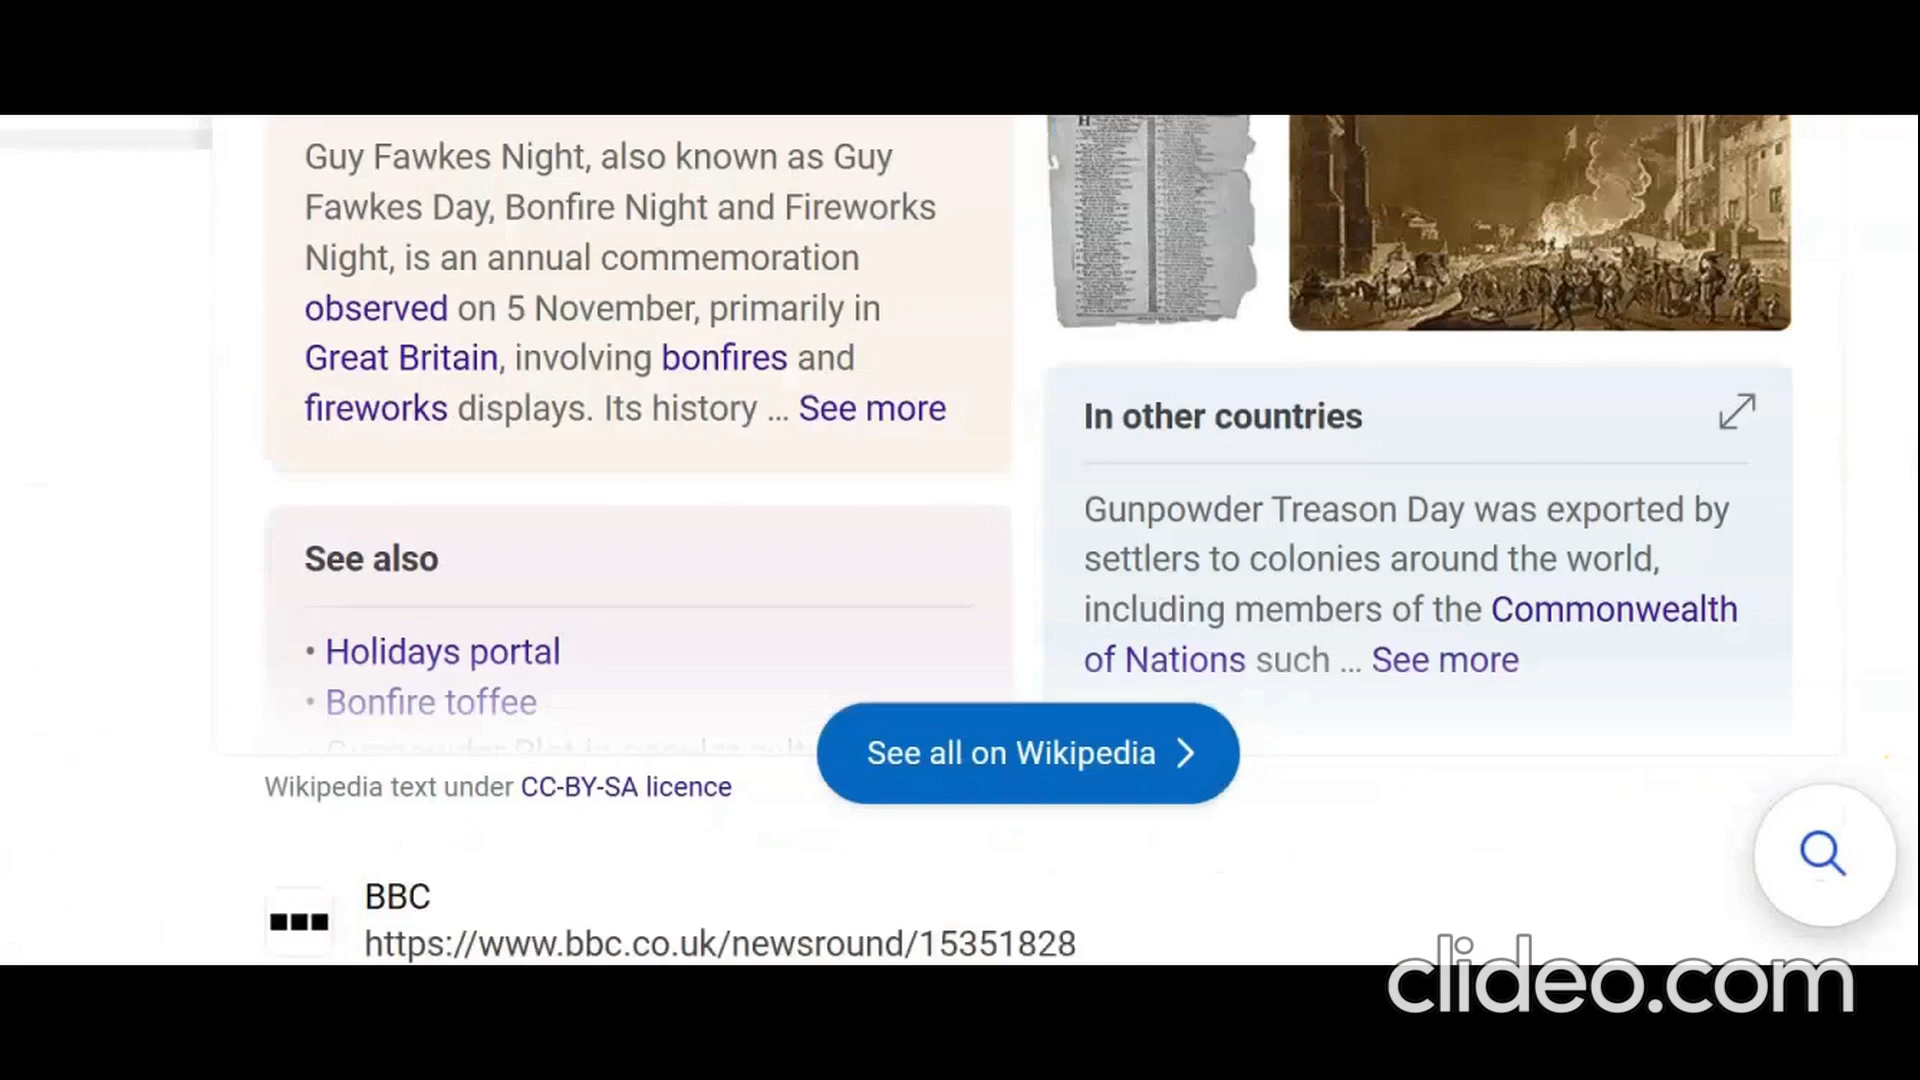 Guy Fawkes Night, also known as Guy
Fawkes Day, Bonfire Night and Fireworks
Night, is an annual commemoration
observed on 5 November, primarily in
Great Britain, involving bonfires and
fireworks displays. Its history ... See more
See also
• Holidays portal
• Bonfire toffee
In other countries
Gunpowder Treason Day was exported by
settlers to colonies around the world,
including members of the Commonwealth
of Nations such ... See more
See all on Wikipedia
Wikipedia text under CC-BY-SA licence
BBC
https://www.bbc.co.uk/newsround/15351828
clideo.com